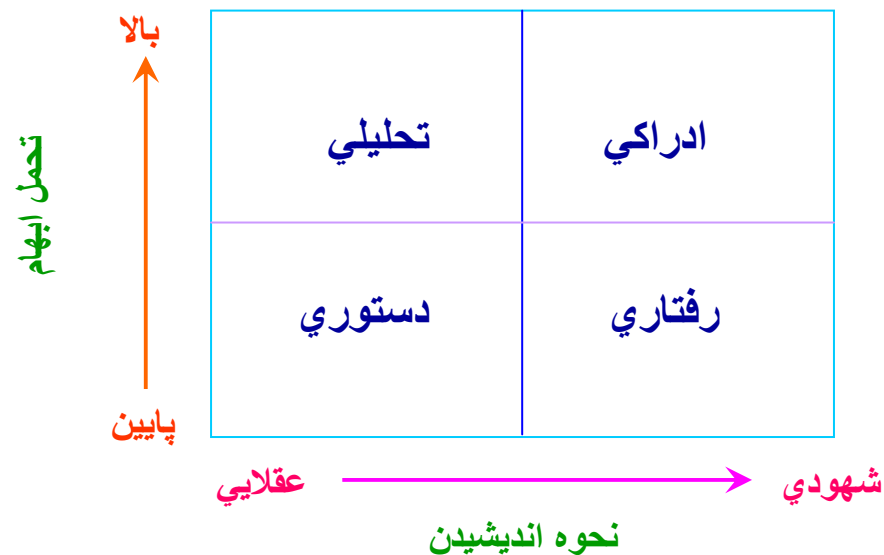 بالا
ادراكي
تحليلي
تحمل ابهام
رفتاري
دستوري
پايين
شهودي
عقلايي
نحوه انديشيدن